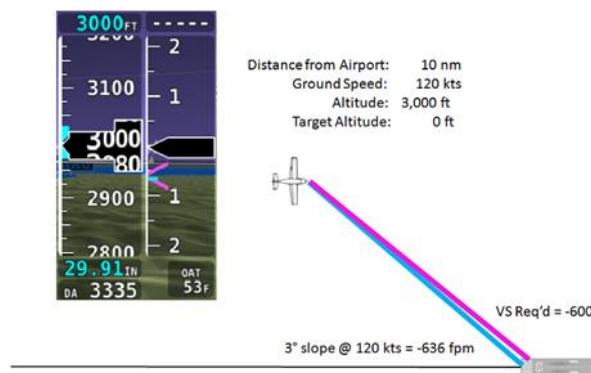 3000FT
-----
3200
2
3100
1
3000
80
2900
1
2800
2
29.91IN
OAT
DA 3335
53F
Distance from Airport: 10 nm
Ground Speed: 120 kts
Altitude: 3,000 ft
Target Altitude: 0 ft
VS Req'd = -600
3° slope @ 120 kts = -636 fpm